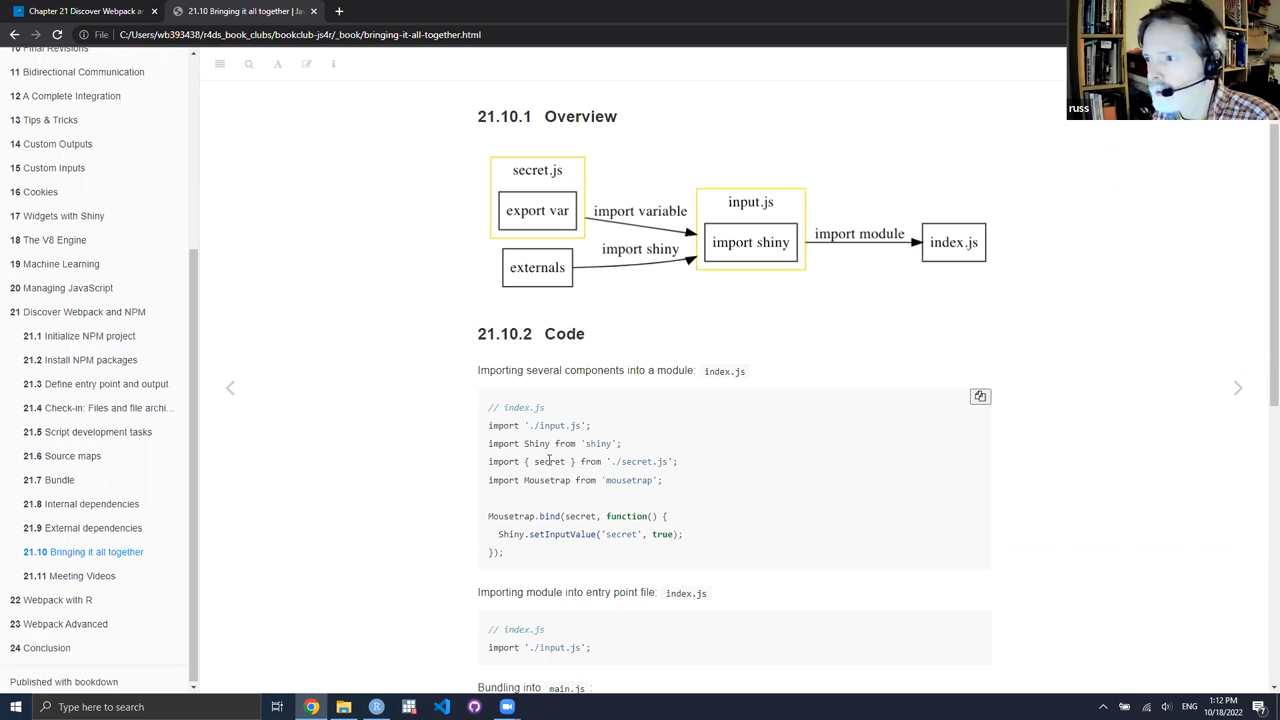 Chapter 21 Discover Webpack ar
21.10 Bringing it all together | Ja
File C:/Users/wb393438/r4ds_book_clubs/bookclub-js4r/_book/bringing-it-all-together.html
russ
10 Final Revisions
11 Bidirectional Communication
12 A Complete Integration
13 Tips & Tricks
14 Custom Outputs
15 Custom Inputs
16 Cookies
17 Widgets with Shiny
18 The V8 Engine
19 Machine Learning
20 Managing JavaScript
21 Discover Webpack and NPM
21.1 Initialize NPM project
21.2 Install NPM packages
21.3 Define entry point and output
21.4 Check-in: Files and file archi...
21.5 Script development tasks
21.6 Source maps
21.7 Bundle
21.8 Internal dependencies
21.9 External dependencies
21.10 Bringing it all together
21.11 Meeting Videos
22 Webpack with R
23 Webpack Advanced
24 Conclusion
Published with bookdown
21.10.1 Overview
secret.js
export var
externals
import variable
import shiny
input.js
import shiny
import module
index.js
21.10.2 Code
Importing several components into a module: index.js
// index.js
import './input.js';
import Shiny from 'shiny';
import { secret } from './secret.js';
import Mousetrap from 'mousetrap';
Mousetrap.bind(secret, function() {
Shiny.setInputValue('secret', true);
});
Importing module into entry point file: index.js
// index.js
import './input.js';
Bundling into main.js :
Type here to search
1:12 PM
10/18/2022
7